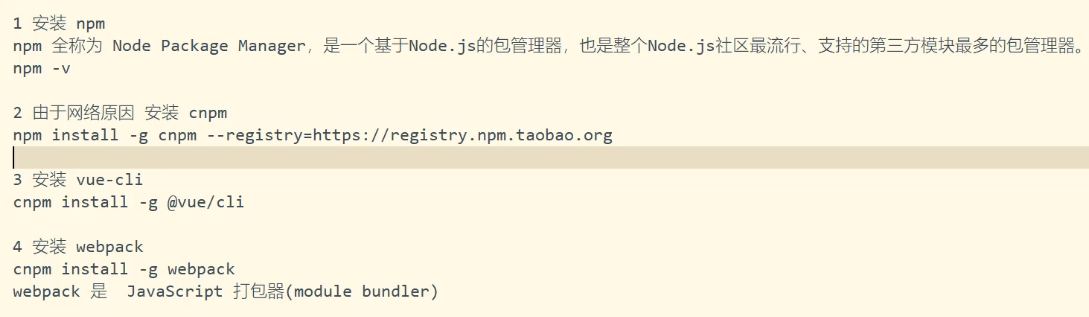 1 安装 npm
npm 全称为 Node Package Manager，是一个基于Node.js的包管理器，也是整个Node.js社区最流行、支持的第三方模块最多的包管理器。
npm -v
2 由于网络原因 安装 cnpm
npm install -g cnpm --registry=https://registry.npm.taobao.org
3 安装 vue-cli
cnpm install -g @vue/cli
4 安装 webpack
cnpm install -g webpack
webpack 是  JavaScript 打包器(module bundler)